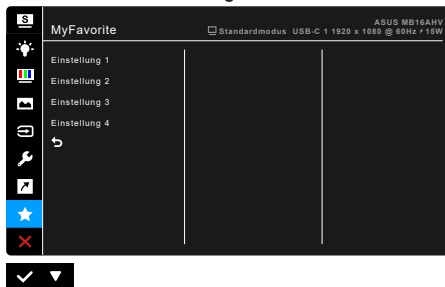 S
MyFavorite
ASUS MB16AHV
Standardmodus USB-C 1 1920 x 1080 @ 60Hz 15W
Einstellung 1
Einstellung 2
Einstellung 3
Einstellung 4